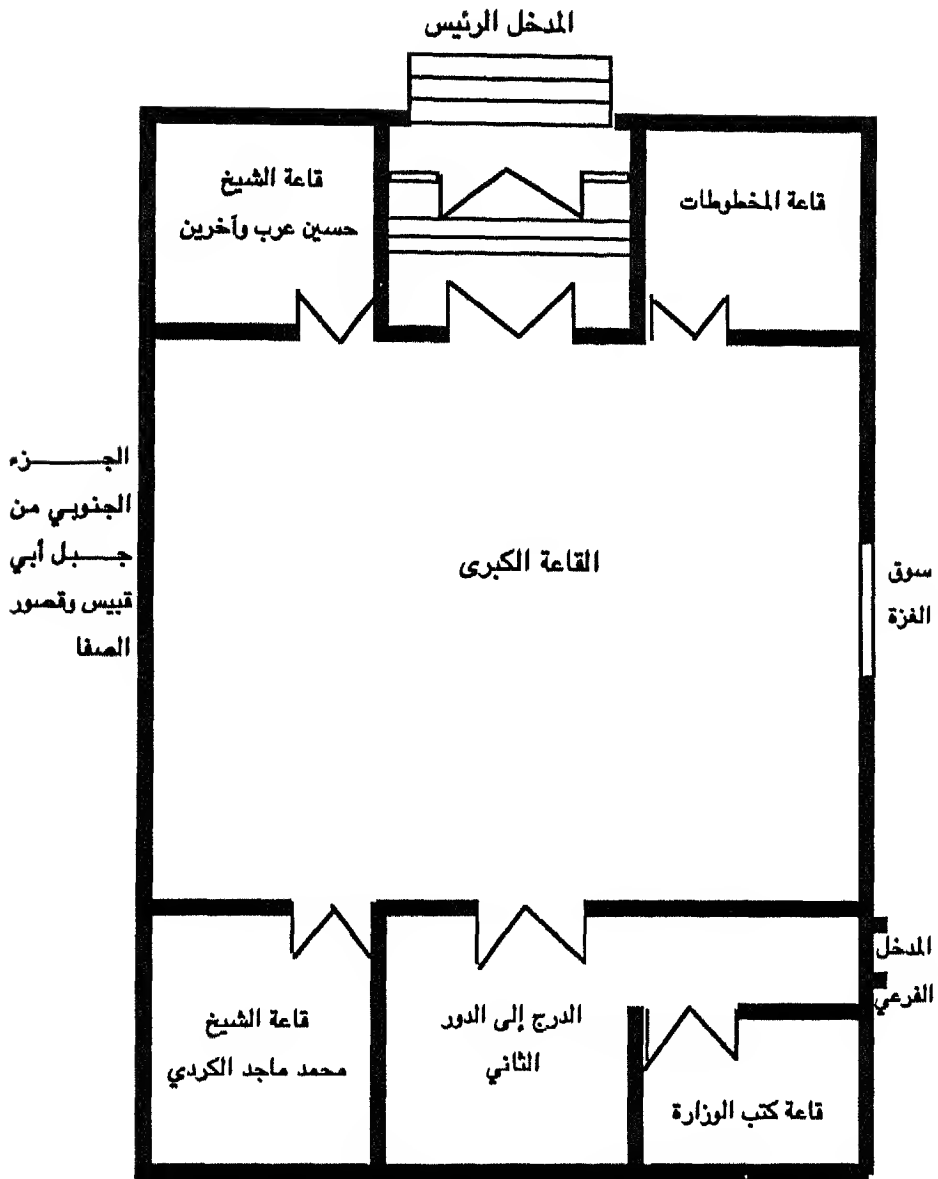 المدخل الرئيس
قاعة المخطوطات
قاعة الشيخ
حسين عرب وآخرين
الجـــــزء
الجنوبي من
جـــبل أبي
قبيس وقصور
الصفا
القاعة الكبرى
سوق
الغزة
المدخل
الفرعي
قاعة الشيخ
محمد ماجد الكردي
الدرج إلى الدور
الثاني
قاعة كتب الوزارة